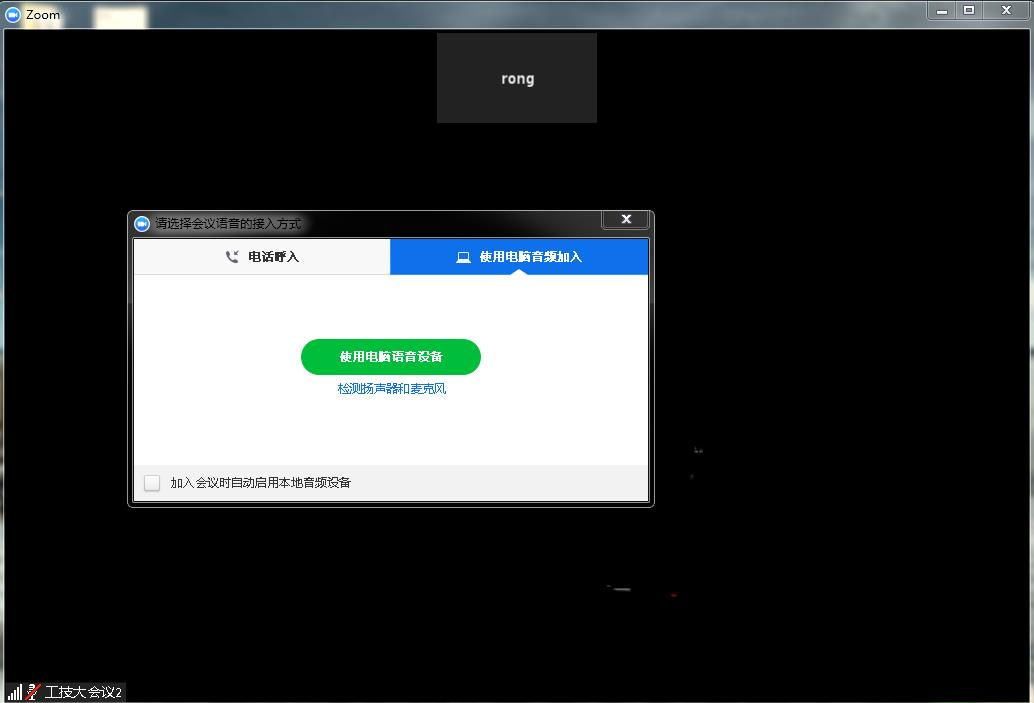 Zoom
rong
请选择会议语音的接入方式
电话呼入
使用电脑音频加入
使用电脑语音设备
检测扬声器和麦克风
加入会议时自动启用本地音频设备
工技大会议2